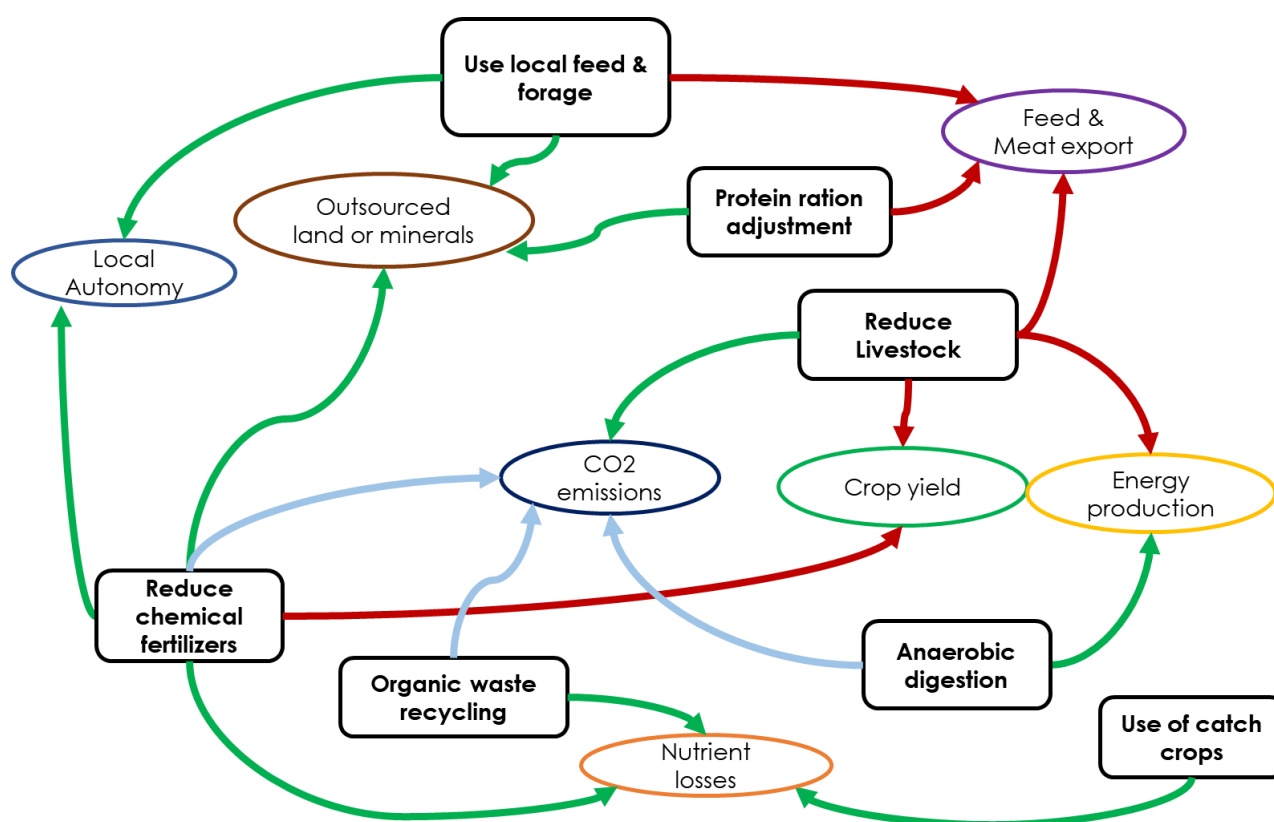 Use local feed &
forage
Feed &
Meat export
Protein ration
adjustment
Outsourced
land or minerals
Local
Autonomy
Reduce
Livestock
CO2
emissions
Crop yield
Energy
production
Reduce
chemical
fertilizers
Organic waste
recycling
Anaerobic
digestion
Use of catch
crops
Nutrient
losses